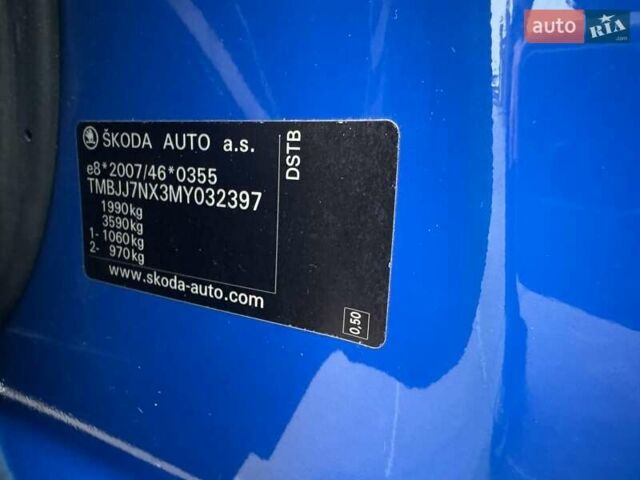 auto RIA
.com
ŠKODA AUTO a.s.
e8*2007/46*0355
TMBJJ7NX3MY032397
1990kg
3590kg
1- 1060kg
2- 970kg
www.skoda-auto.com
DSTB
0,50